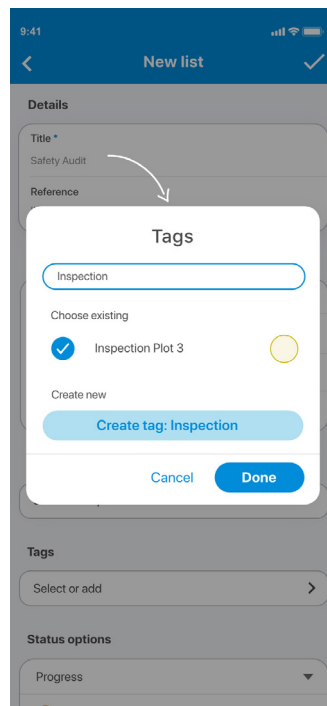 9:41
New list
Details
Title *
Safety Audit
Reference
Tags
Inspection
Choose existing
Inspection Plot 3
Create new
Create tag: Inspection
Cancel
Done
Tags
Select or add
Status options
Progress